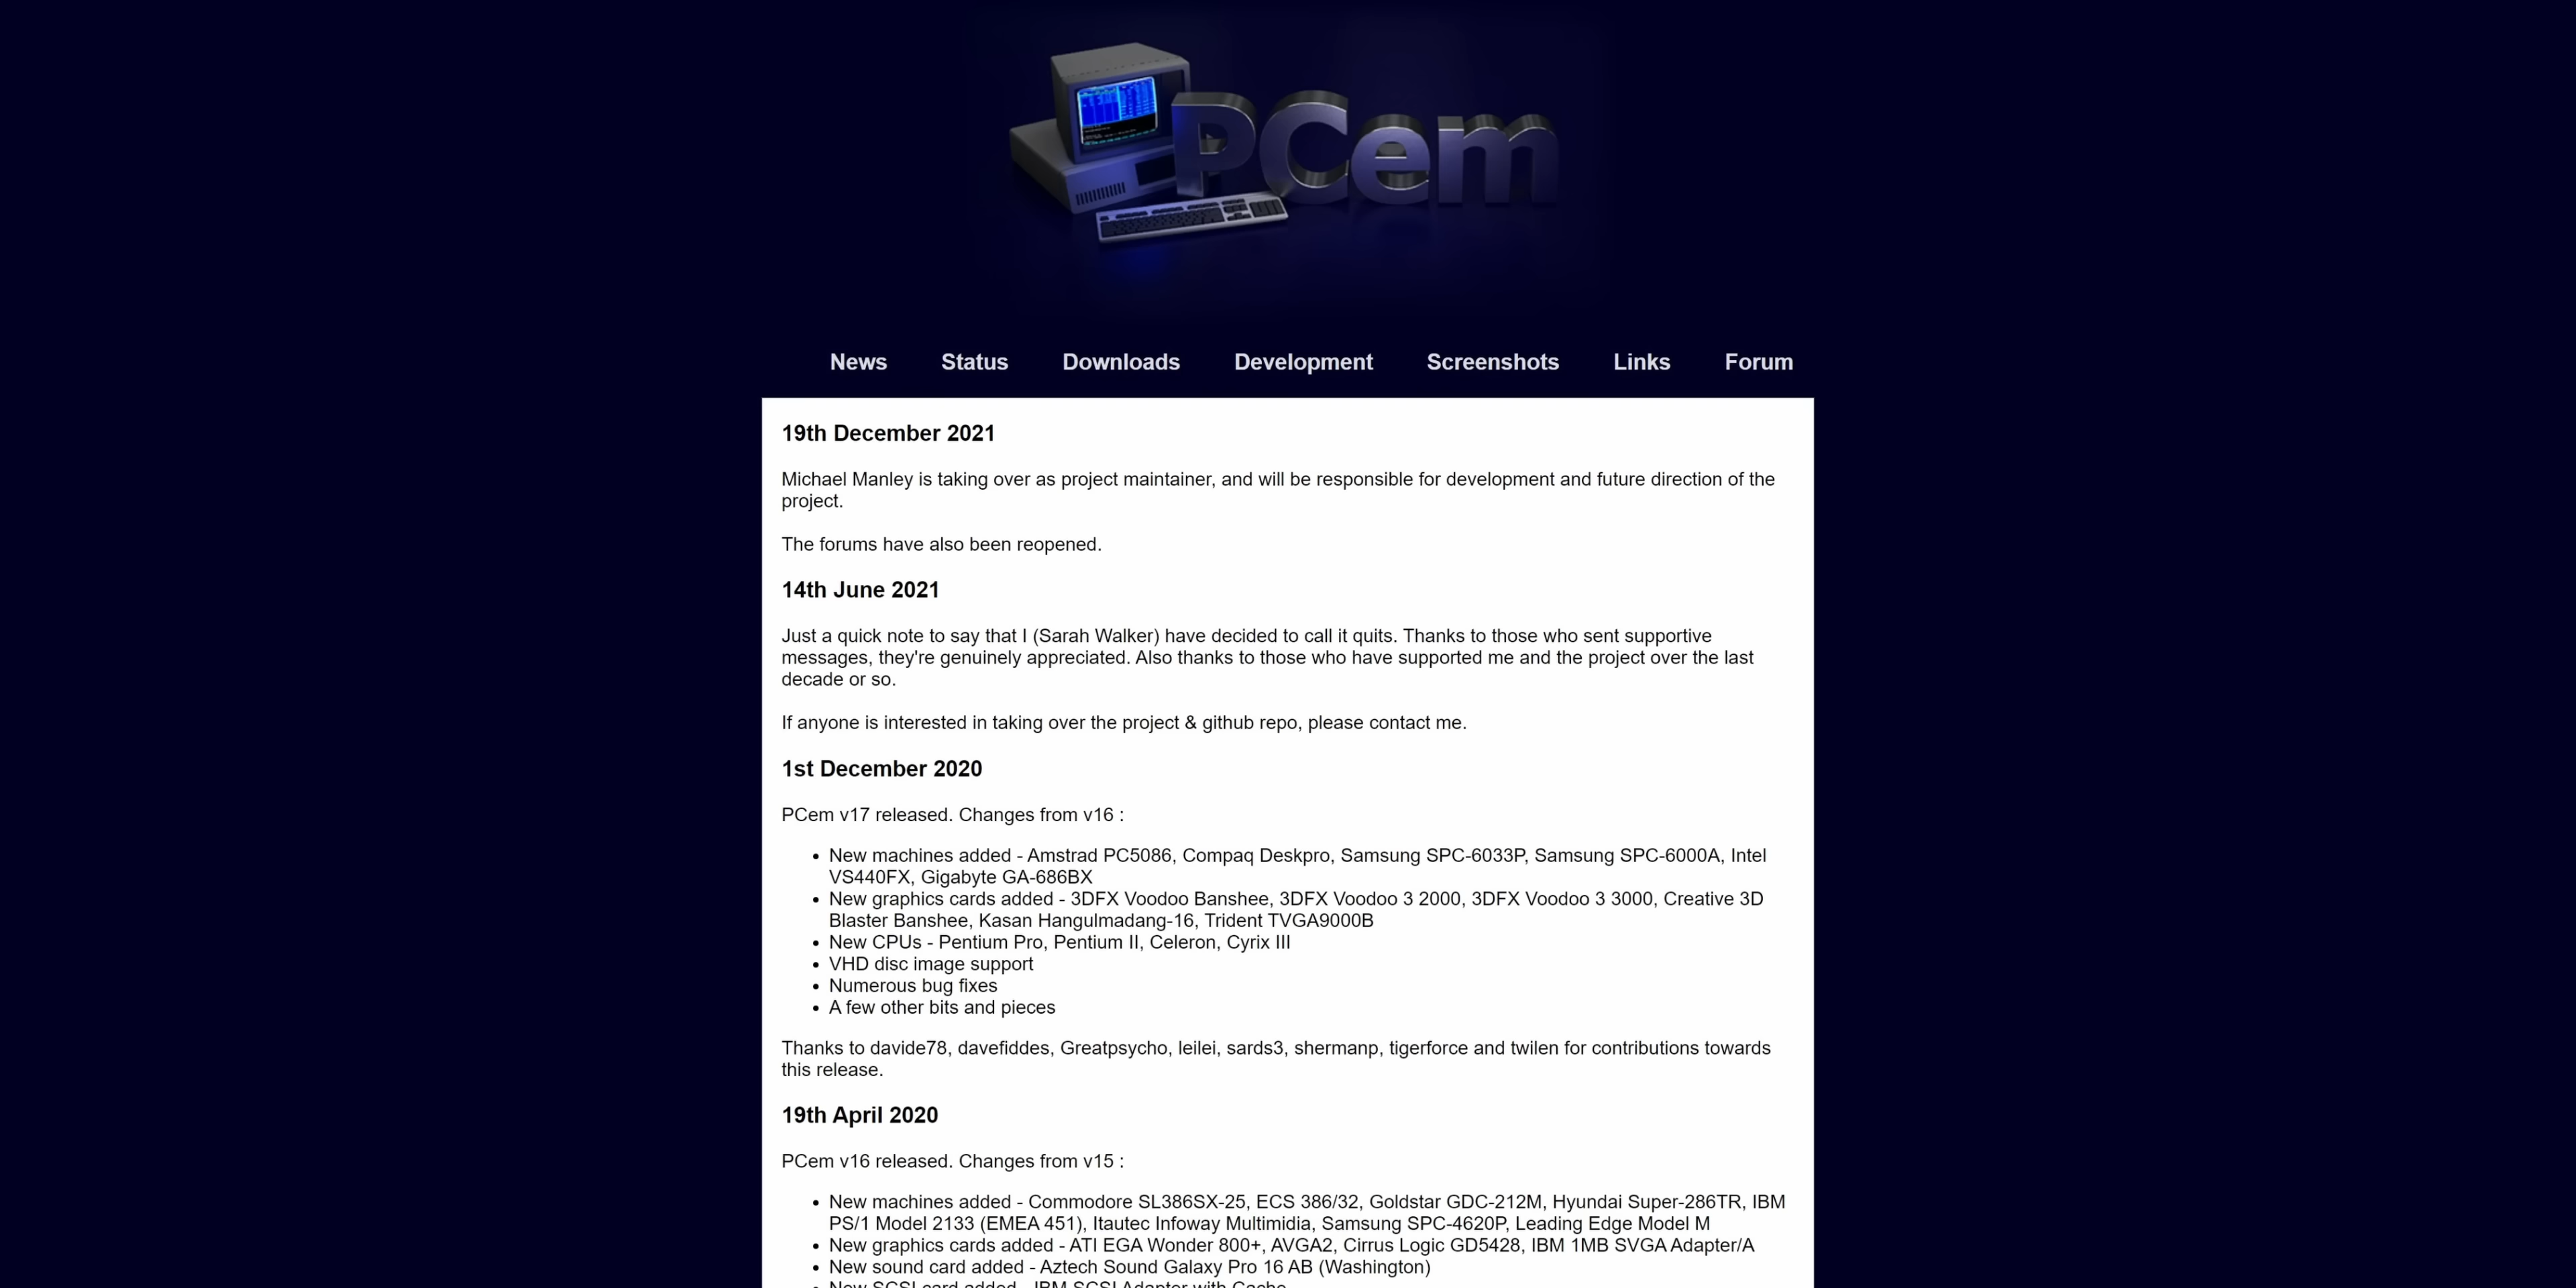 PCem
News Status Downloads Development Screenshots Links Forum
19th December 2021
Michael Manley is taking over as project maintainer, and will be responsible for development and future direction of the
project.
The forums have also been reopened.
14th June 2021
Just a quick note to say that I (Sarah Walker) have decided to call it quits. Thanks to those who sent supportive
messages, they're genuinely appreciated. Also thanks to those who have supported me and the project over the last
decade or so.
If anyone is interested in taking over the project & github repo, please contact me.
1st December 2020
PCem v17 released. Changes from v16 :
• New machines added - Amstrad PC5086, Compaq Deskpro, Samsung SPC-6033P, Samsung SPC-6000A, Intel
VS440FX, Gigabyte GA-686BX
• New graphics cards added - 3DFX Voodoo Banshee, 3DFX Voodoo 3 2000, 3DFX Voodoo 3 3000, Creative 3D
Blaster Banshee, Kasan Hangulmadang-16, Trident TVGA9000B
• New CPUs - Pentium Pro, Pentium II, Celeron, Cyrix III
• VHD disc image support
• Numerous bug fixes
• A few other bits and pieces
Thanks to davide78, davefiddes, Greatpsycho, leilei, sards3, shermanp, tigerforce and twilen for contributions towards
this release.
19th April 2020
PCem v16 released. Changes from v15 :
• New machines added - Commodore SL386SX-25, ECS 386/32, Goldstar GDC-212M, Hyundai Super-286TR, IBM
PS/1 Model 2133 (EMEA 451), Itautec Infoway Multimidia, Samsung SPC-4620P, Leading Edge Model M
• New graphics cards added - ATI EGA Wonder 800+, AVGA2, Cirrus Logic GD5428, IBM 1MB SVGA Adapter/A
• New sound card added - Aztech Sound Galaxy Pro 16 AB (Washington)
• New SCSI card added - IBM SCSI Adapter with Cache